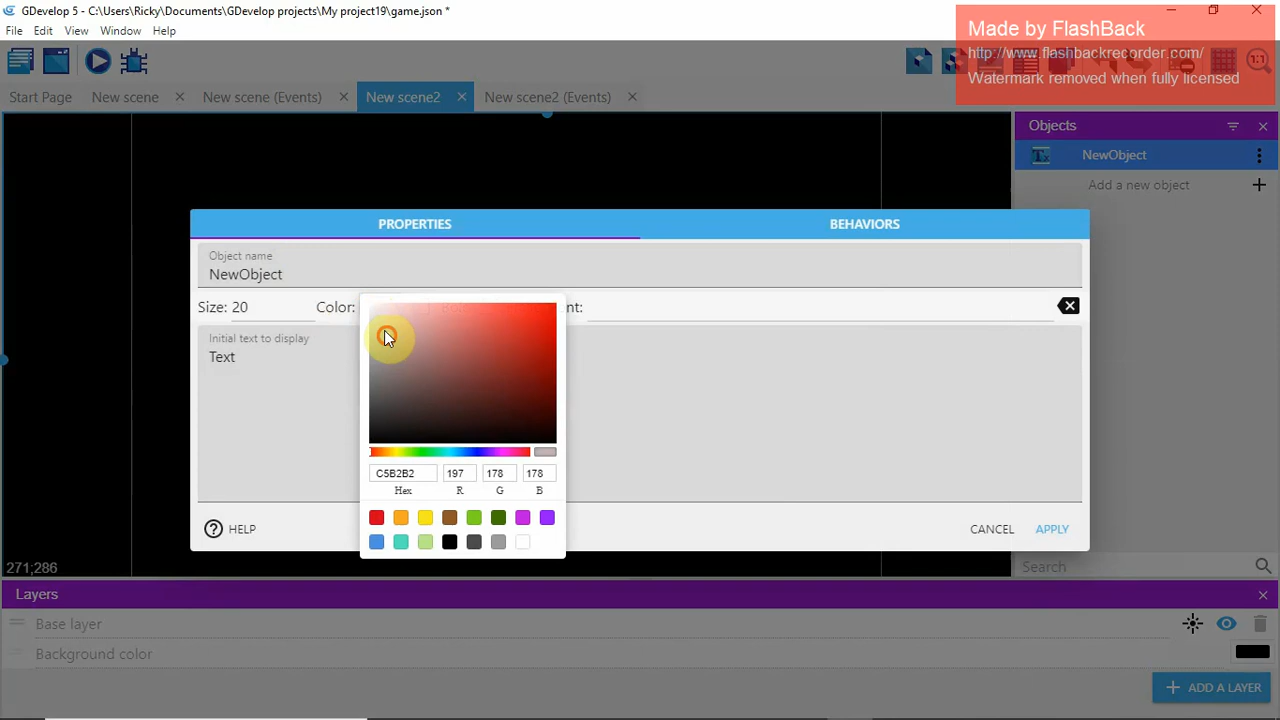 GDevelop 5 - C:\Users\Ricky\Documents\GDevelop projects\My project19\game.json *
File Edit View Window Help
Made by FlashBack
http://www.flashbackrecorder.com/
Watermark removed when fully licensed
1:1
Start Page New scene New scene (Events) New scene2 New scene2 (Events)
Objects
NewObject
Add a new object
PROPERTIES BEHAVIORS
Object name
NewObject
Size: 20 Color: nt:
Initial text to display
Text
C5B2B2 197 178 178
Hex R G B
HELP CANCEL APPLY
271;286
Search
Layers
Base layer
Background color
ADD A LAYER